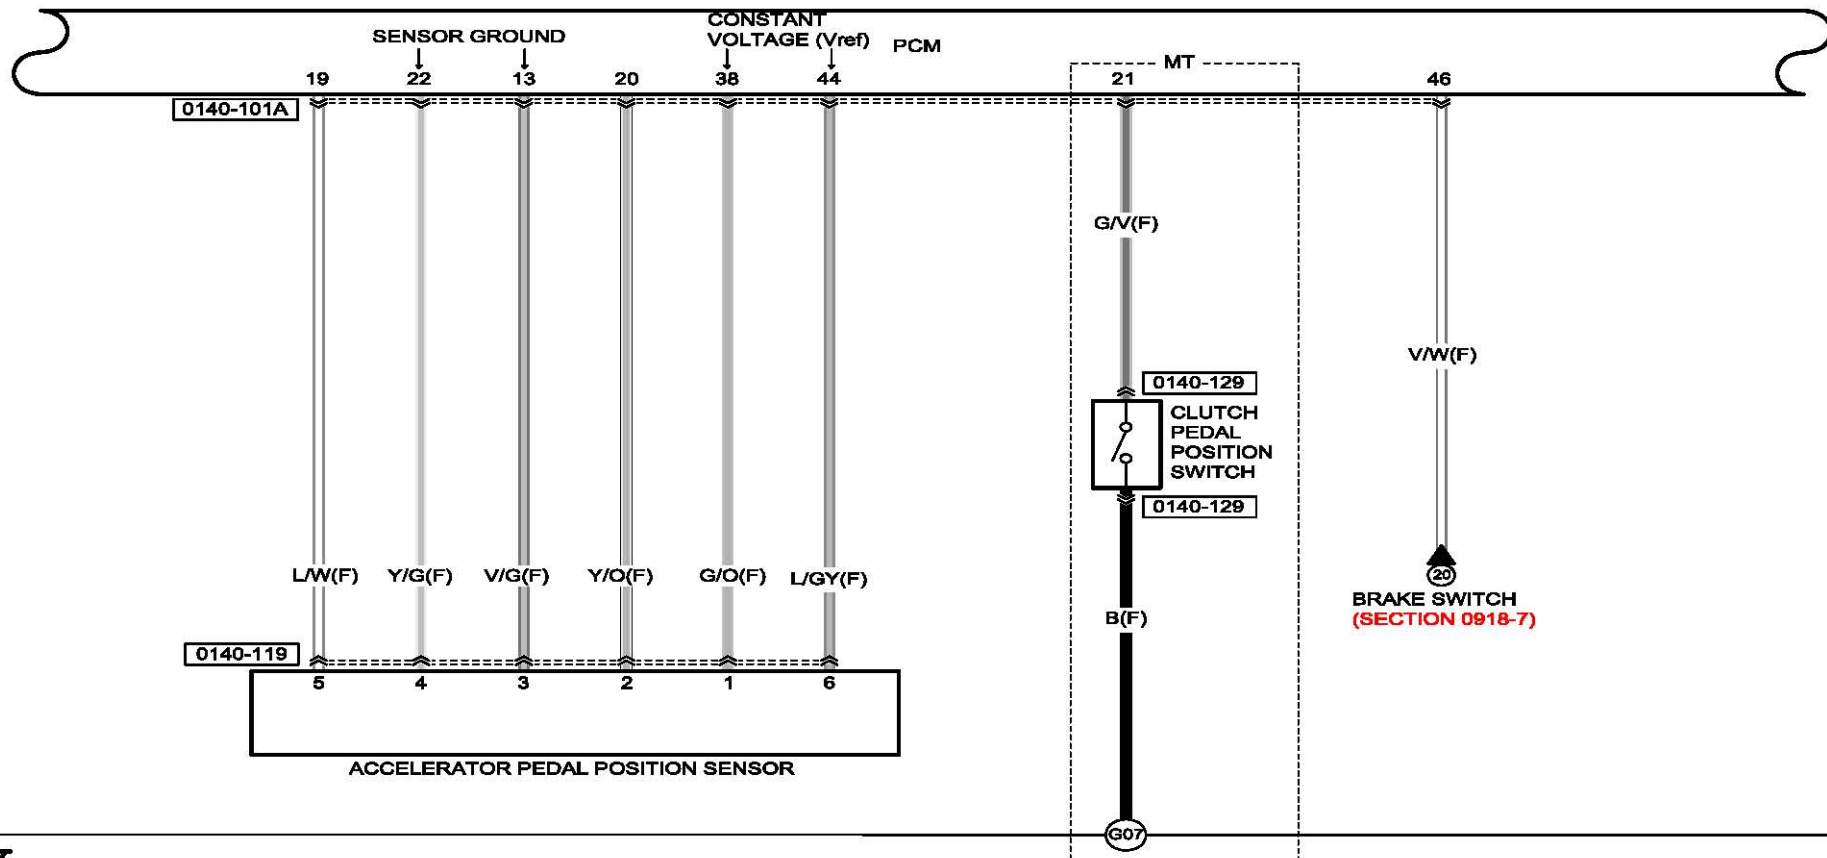 CONSTANT
VOLTAGE (Vref)
SENSOR GROUND
PCM
MT
19 22 13 20 38 44 21 46
0140-101A
G/V(F)
V/W(F)
0140-129
CLUTCH
PEDAL
POSITION
SWITCH
0140-129
L/W(F) Y/G(F) V/G(F) Y/O(F) G/O(F) L/GY(F)
20
BRAKE SWITCH
(SECTION 0918-7)
B(F)
0140-119
5 4 3 2 1 6
ACCELERATOR PEDAL POSITION SENSOR
G07